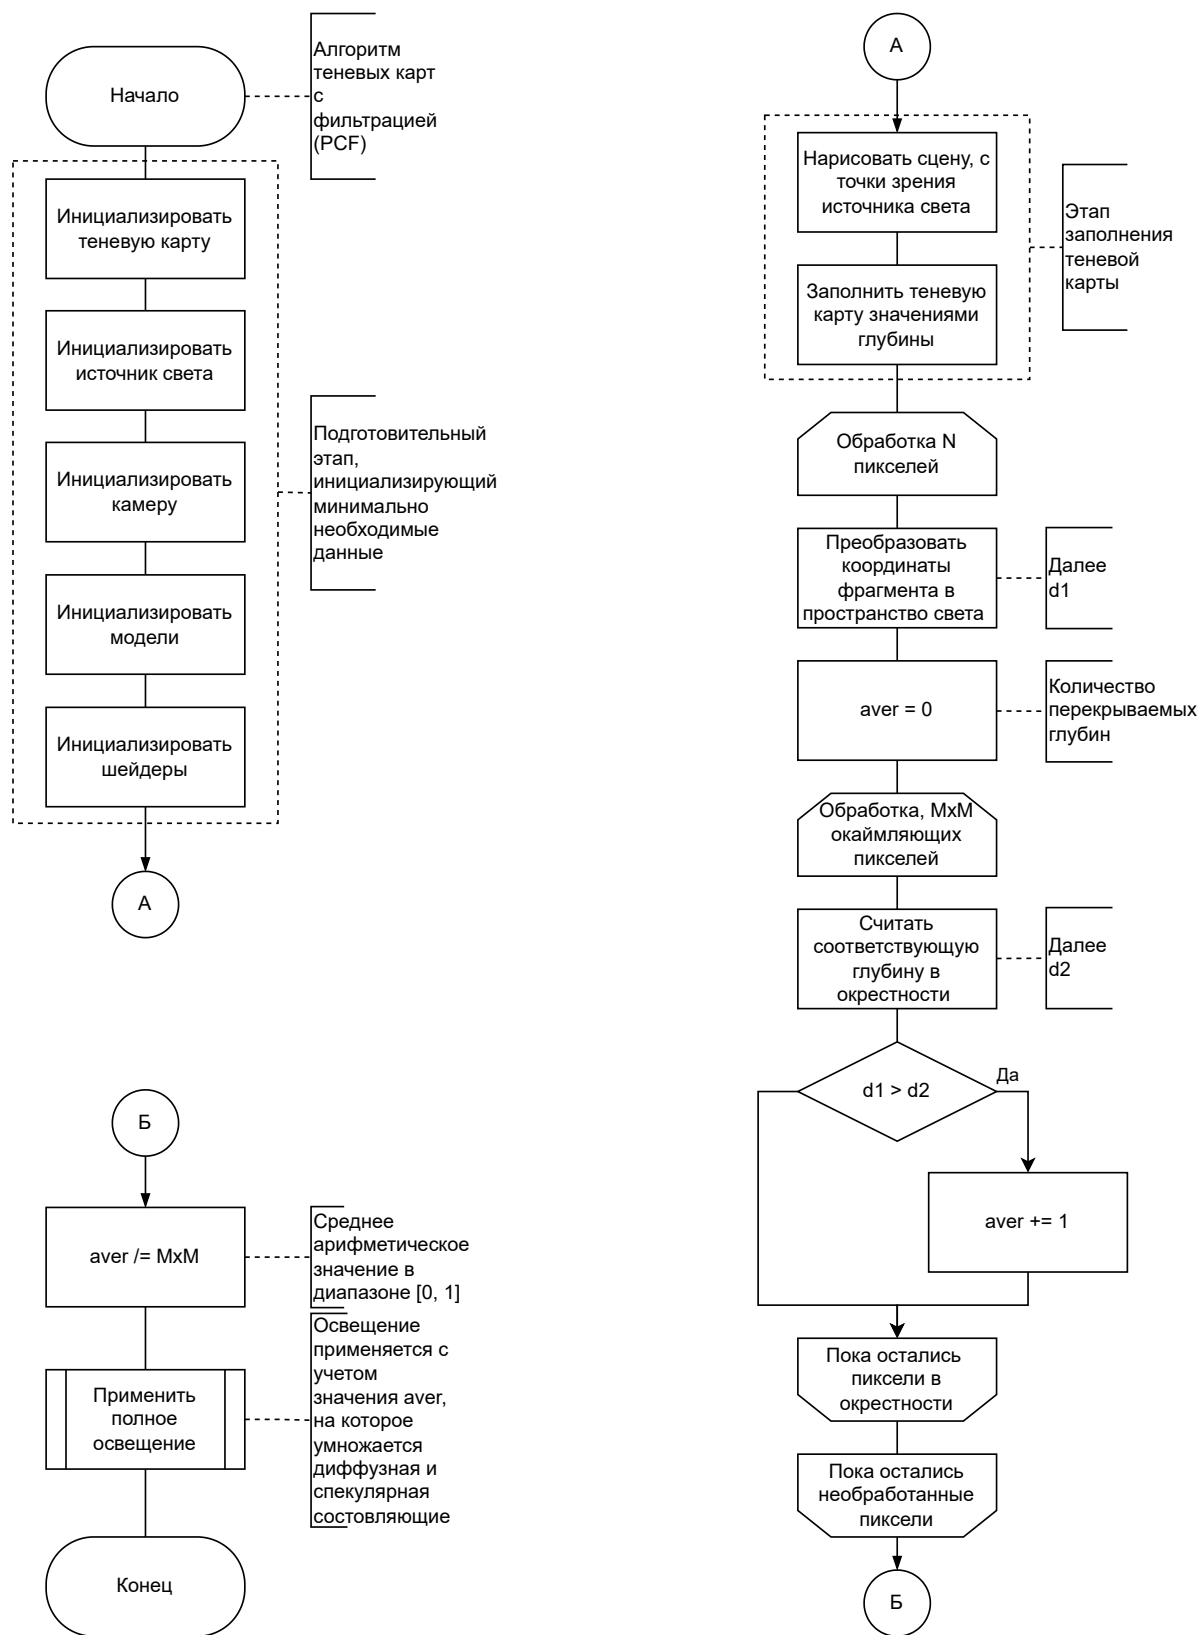 Начало
Алгоритм
теневых карт
с
фильтрацией
(PCF)
Инициализировать
теневую карту
Инициализировать
источник света
Инициализировать
камеру
Инициализировать
модели
Инициализировать
шейдеры
Подготовительный
этап,
инициализирующий
минимально
необходимые
данные
А
А
Нарисовать сцену, с
точки зрения
источника света
Заполнить теневую
карту значениями
глубины
Этап
заполнения
теневой
карты
Обработка N
пикселей
Преобразовать
координаты
фрагмента в
пространство света
Далее
d1
aver = 0
Количество
перекрываемых
глубин
Обработка, МхМ
окаймляющих
пикселей
Считать
соответствующую
глубину в
окрестности
Далее
d2
d1 > d2
Да
aver += 1
Пока остались
пиксели в
окрестности
Пока остались
необработанные
пиксели
Б
Б
aver /= МхМ
Среднее
арифметическое
значение в
диапазоне [0, 1]
Применить
полное
освещение
Освещение
применяется с
учетом
значения aver,
на которое
умножается
диффузная и
спекулярная
состовляющие
Конец